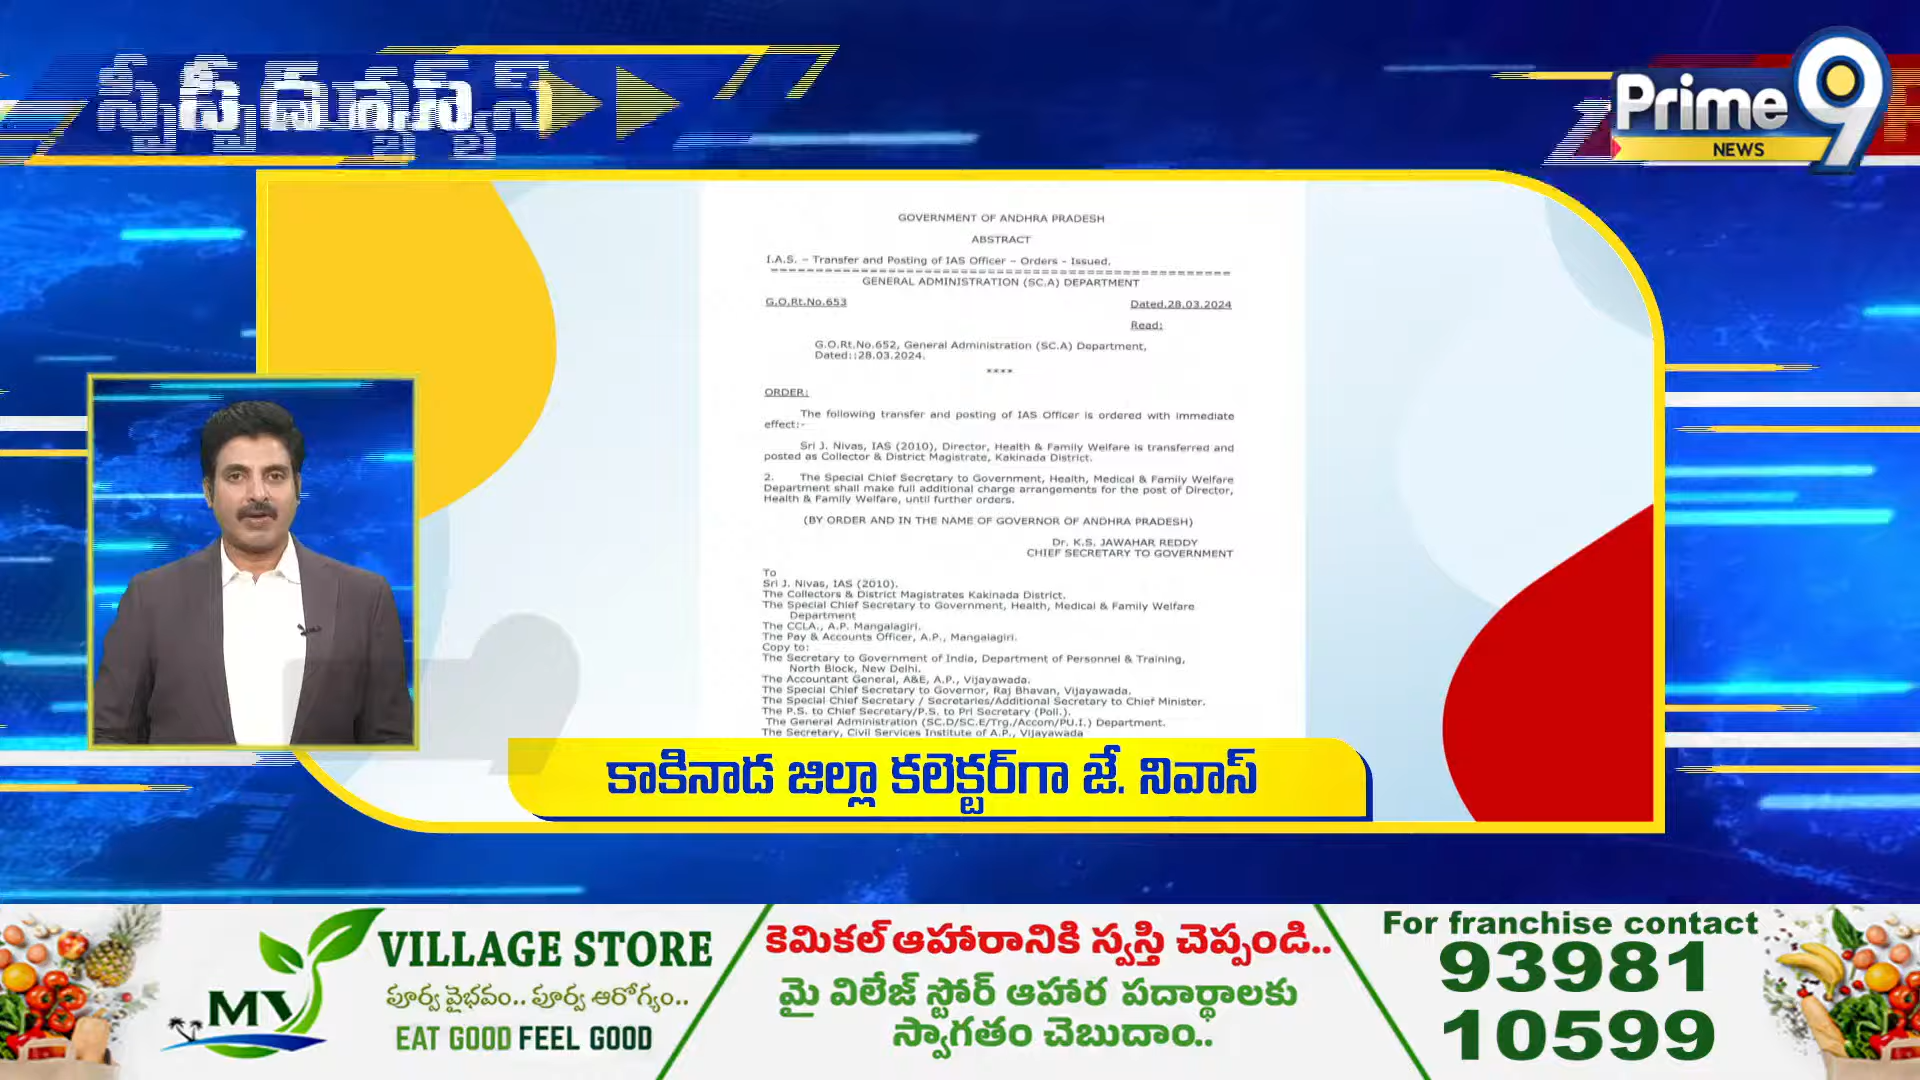 Prime9
NEWS
GOVERNMENT OF ANDHRA PRADESH
ABSTRACT
I.A.S. – Transfer and Posting of IAS Officer – Orders - Issued.
GENERAL ADMINISTRATION (SC.A) DEPARTMENT
G.O.Rt.No.653
Dated.28.03.2024
Read:
G.O.Rt.No.652, General Administration (SC.A) Department,
Dated::28.03.2024.
****
ORDER:
The following transfer and posting of IAS Officer is ordered with immediate
effect:-
Sri J. Nivas, IAS (2010), Director, Health & Family Welfare is transferred and
posted as Collector & District Magistrate, Kakinada District.
2. The Special Chief Secretary to Government, Health, Medical & Family Welfare
Department shall make full additional charge arrangements for the post of Director,
Health & Family Welfare, until further orders.
(BY ORDER AND IN THE NAME OF GOVERNOR OF ANDHRA PRADESH)
Dr. K.S. JAWAHAR REDDY
CHIEF SECRETARY TO GOVERNMENT
To
Sri J. Nivas, IAS (2010).
The Collectors & District Magistrates Kakinada District.
The Special Chief Secretary to Government, Health, Medical & Family Welfare
Department
The CCLA., A.P. Mangalagiri.
The Pay & Accounts Officer, A.P., Mangalagiri.
Copy to:
The Secretary to Government of India, Department of Personnel & Training,
North Block, New Delhi.
The Accountant General, A&E, A.P., Vijayawada.
The Special Chief Secretary to Governor, Raj Bhavan, Vijayawada.
The Special Chief Secretary / Secretaries/Additional Secretary to Chief Minister.
The P.S. to Chief Secretary/P.S. to Pri Secretary (Poll.).
The General Administration (SC.D/SC.E/Trg./Accom/PU.I.) Department.
The Secretary, Civil Services Institute of A.P., Vijayawada
కాకినాడ జిల్లా కలెక్టర్‌గా జే. నివాస్
MV
VILLAGE STORE
పూర్వ వైభవం.. పూర్వ ఆరోగ్యం..
EAT GOOD FEEL GOOD
కెమికల్ ఆహారానికి స్వస్తి చెప్పండి..
మై విలేజ్ స్టోర్ ఆహార పదార్థాలకు
స్వాగతం చెబుదాం..
For franchise contact
93981
10599